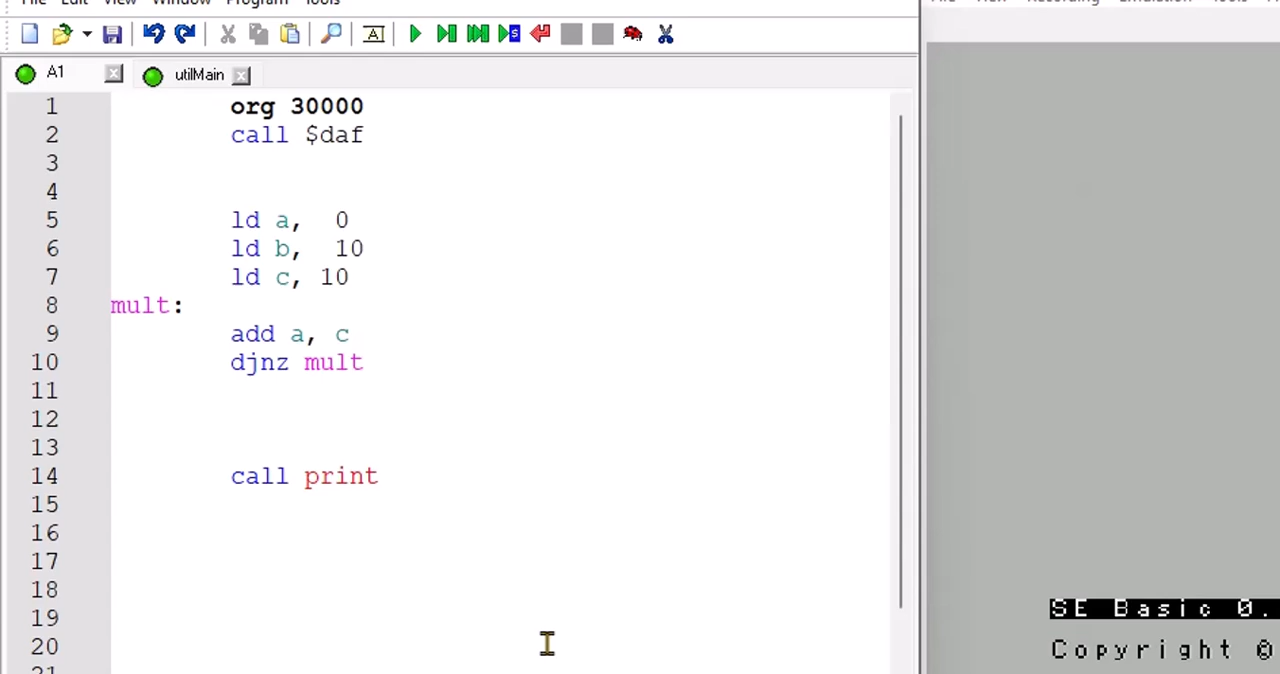 File Edit View Window Program Tools
A1 utilMain
1 org 30000
2 call $daf
3
4
5 ld a, 0
6 ld b, 10
7 ld c, 10
8 mult:
9 add a, c
10 djnz mult
11
12
13
14 call print
15
16
17
18
19
20
21
File Recording Emulation Tools
SE Basic 0.
Copyright ©